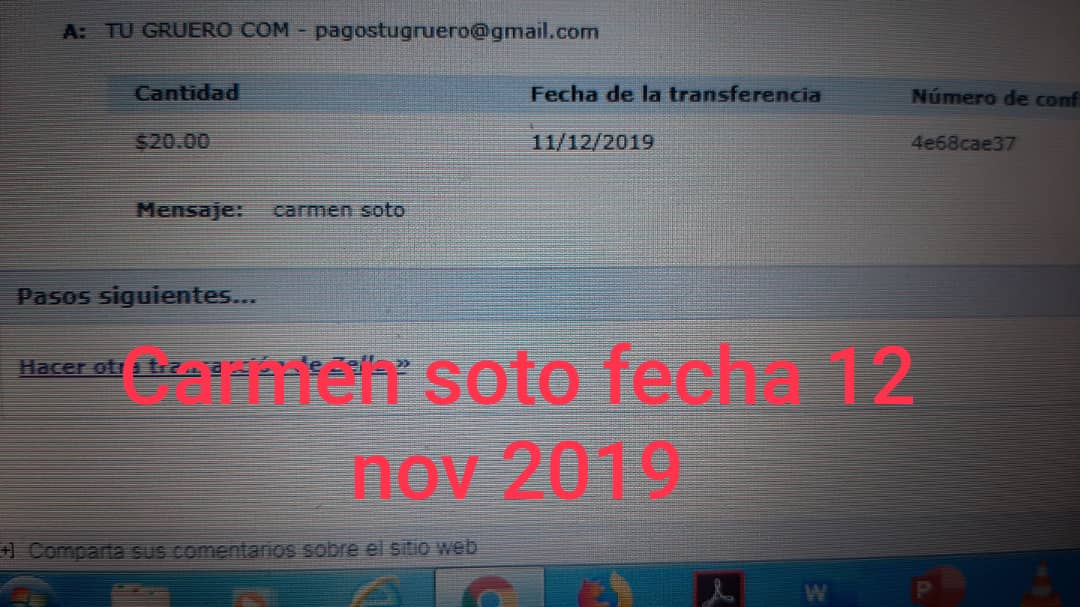 A: TU GRUERO COM - pagostugruero@gmail.com
Cantidad Fecha de la transferencia Número de conf
$20.00 11/12/2019 4e68cae37
Mensaje: carmen soto
Pasos siguientes...
Hacer otra de Zelle»
Carmen soto fecha 12
nov 2019
[+] Comparta sus comentarios sobre el sitio web
W
P